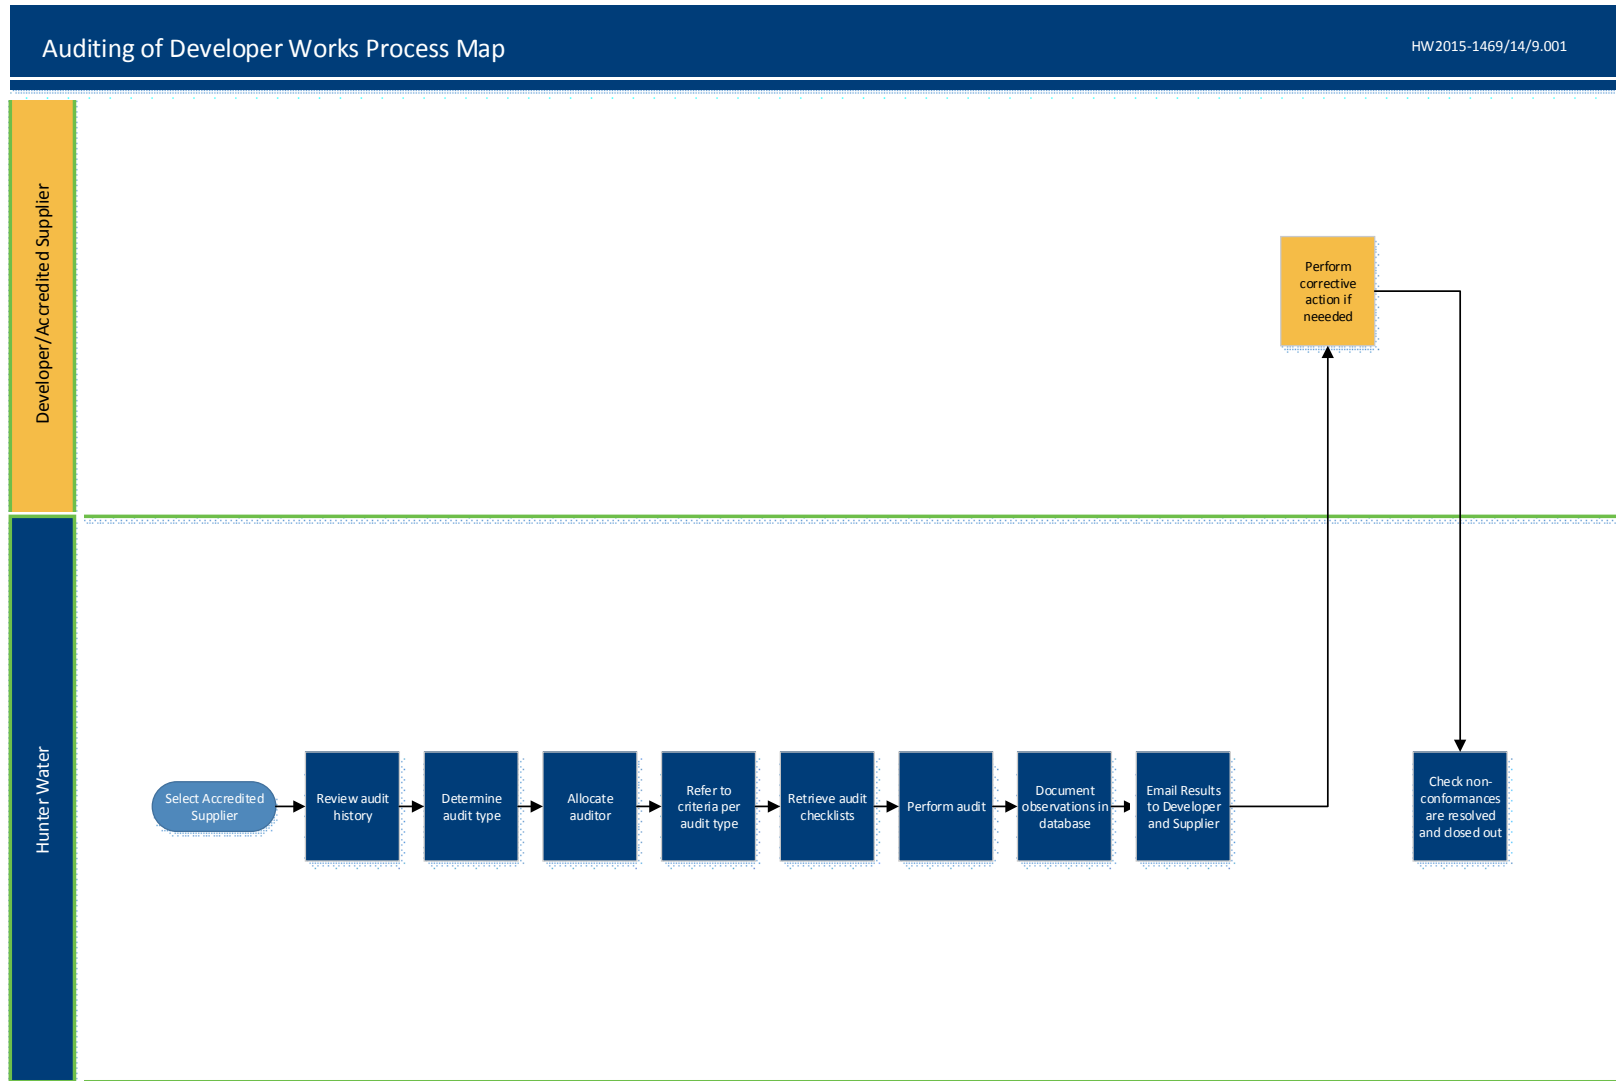 Auditing of Developer Works Process Map
HW2015-1469/14/9.001
Developer/Accredited Supplier
Perform
corrective
action if
neeeded
Hunter Water
Select Accredited
Supplier
Review audit
history
Determine
audit type
Allocate
auditor
Refer to
criteria per
audit type
Retrieve audit
checklists
Perform audit
Document
observations in
database
Email Results
to Developer
and Supplier
Check non-
conformances
are resolved
and closed out